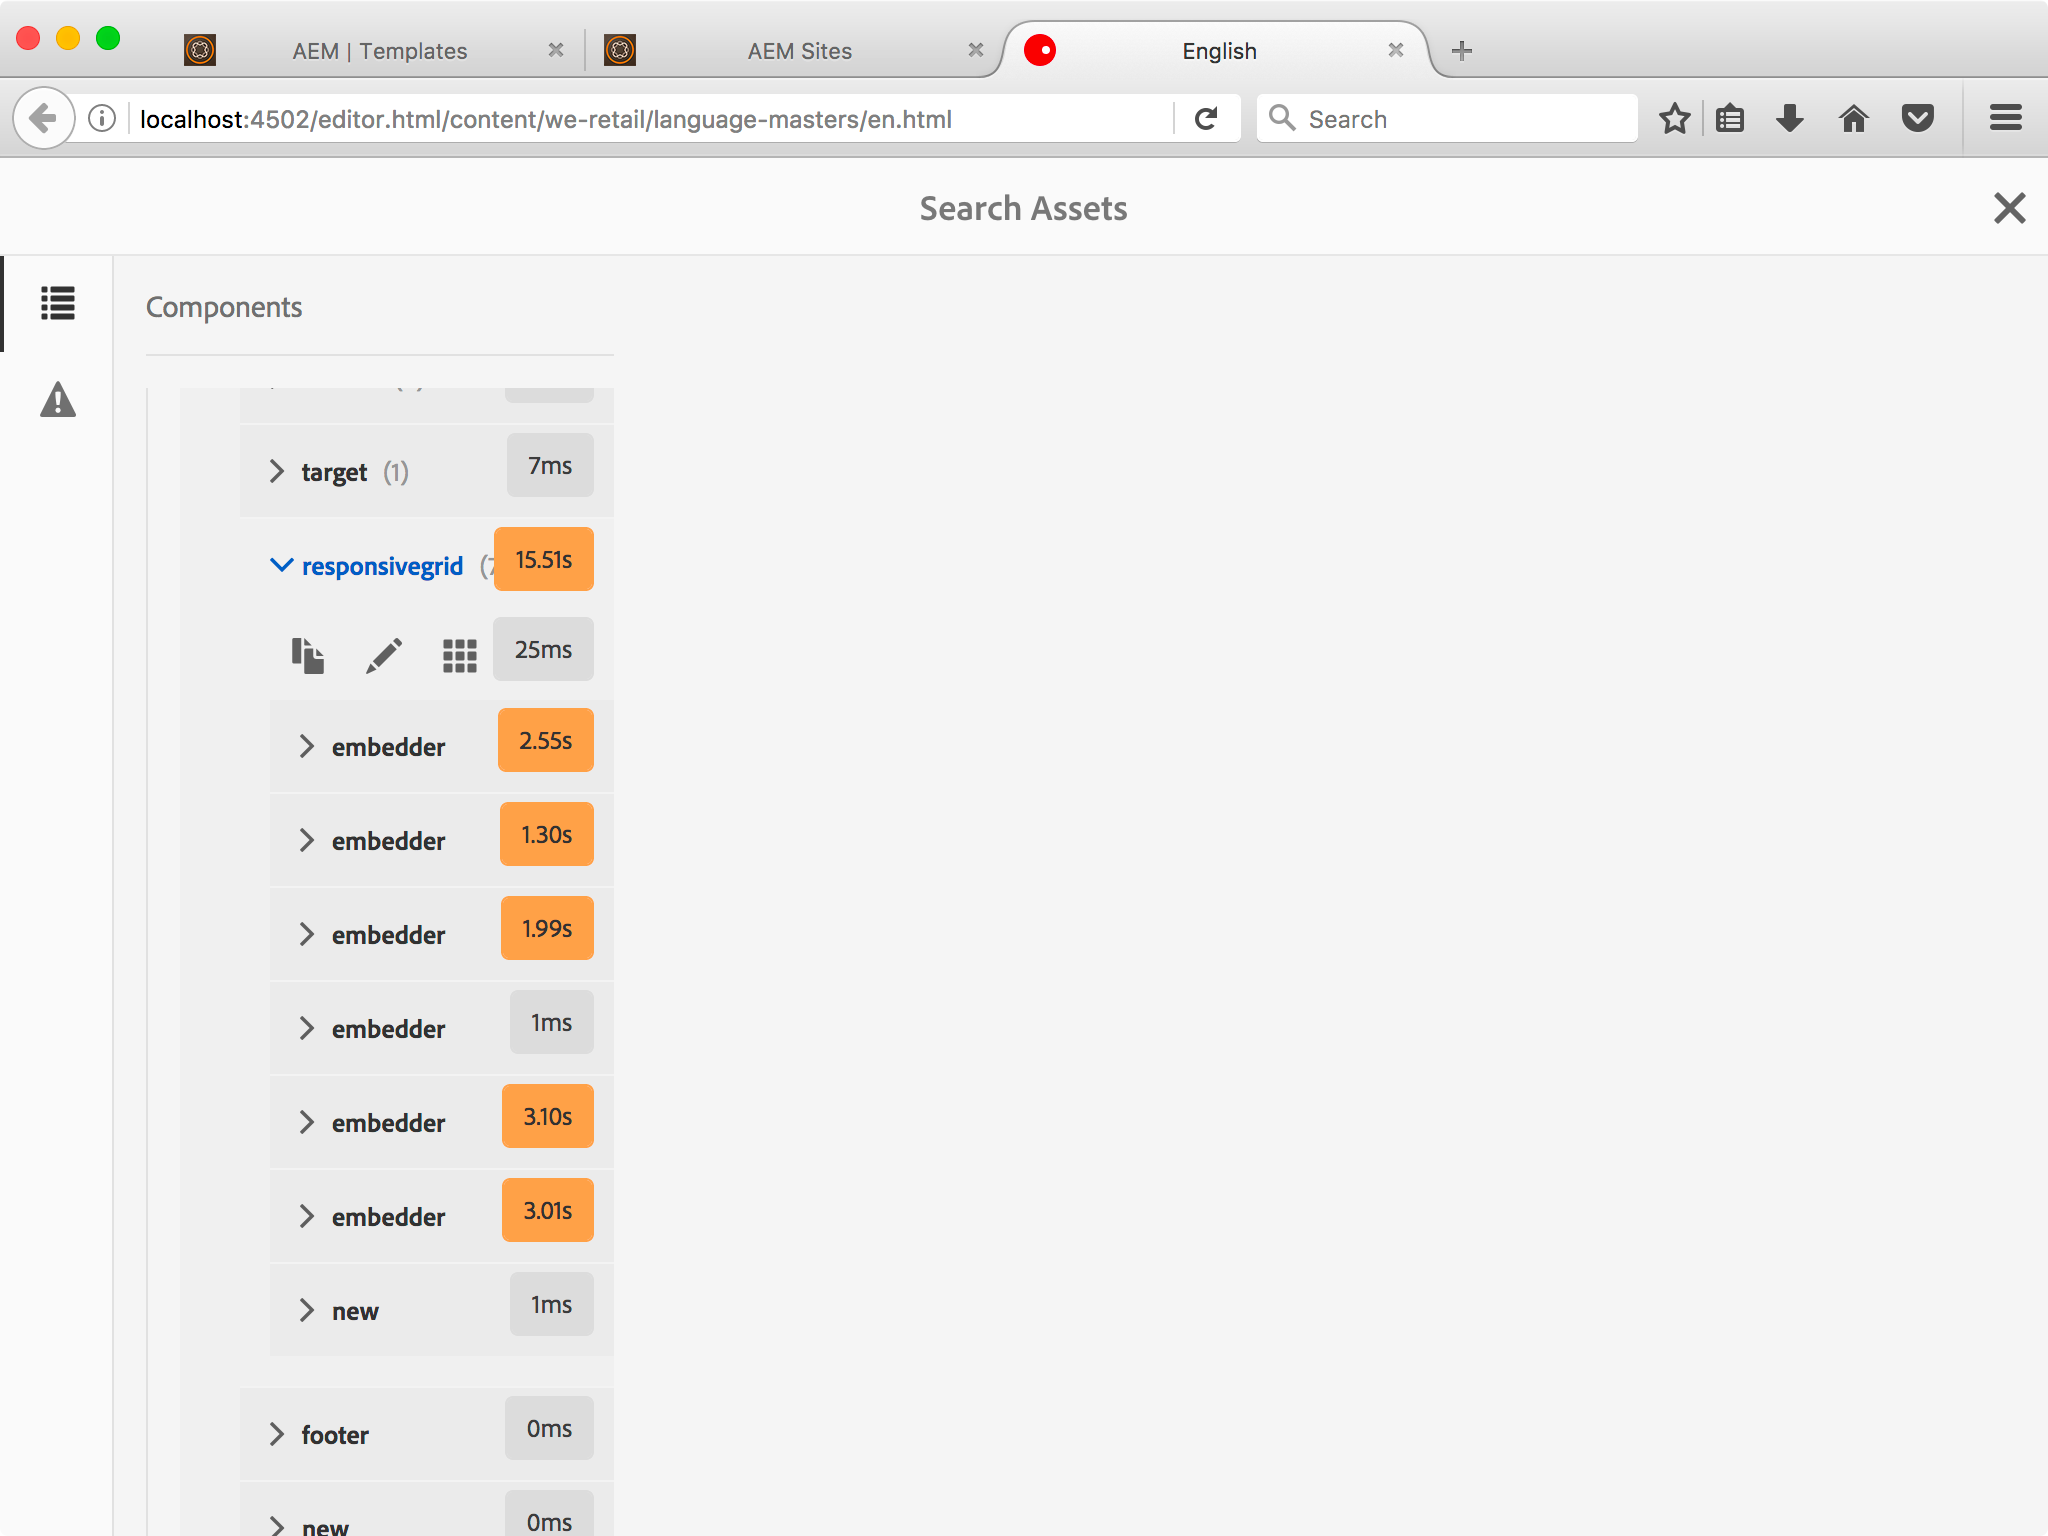 AEM | Templates
AEM Sites
English
localhost:4502/editor.html/content/we-retail/language-masters/en.html
Search
Search Assets
Components
target (1) 7ms
responsivegrid 15.51s
25ms
embedder 2.55s
embedder 1.30s
embedder 1.99s
embedder 1ms
embedder 3.10s
embedder 3.01s
new 1ms
footer 0ms
new 0ms